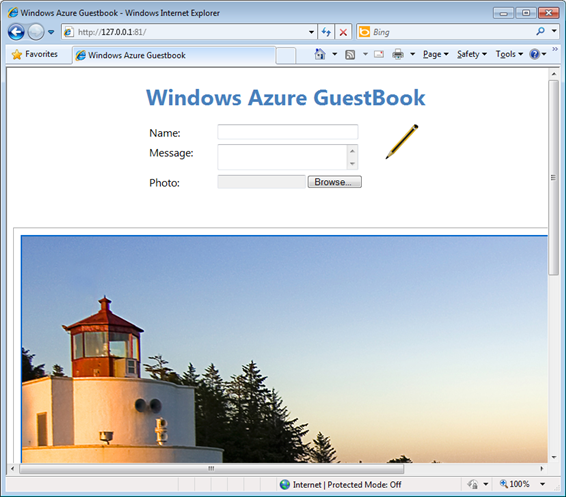 Windows Azure GuestBook - Windows Internet Explorer
http://127.0.0.1:81/
Bing
Favorites
Windows Azure Guestbook
Page
Safety
Tools
Windows Azure GuestBook
Name:
Message:
Photo:
Browse...
Internet | Protected Mode: Off
100%